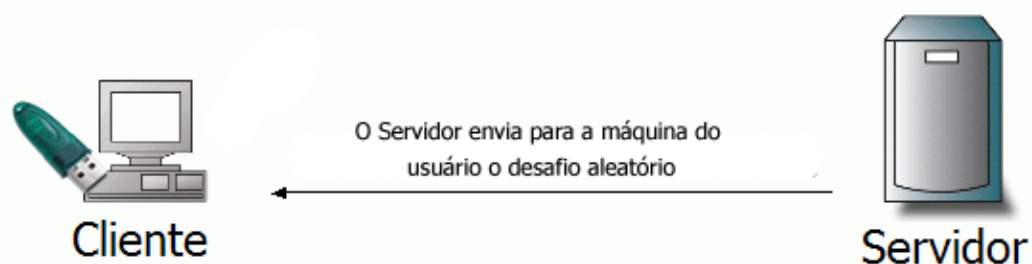 O Servidor envia para a máquina do
usuário o desafio aleatório
Cliente
Servidor